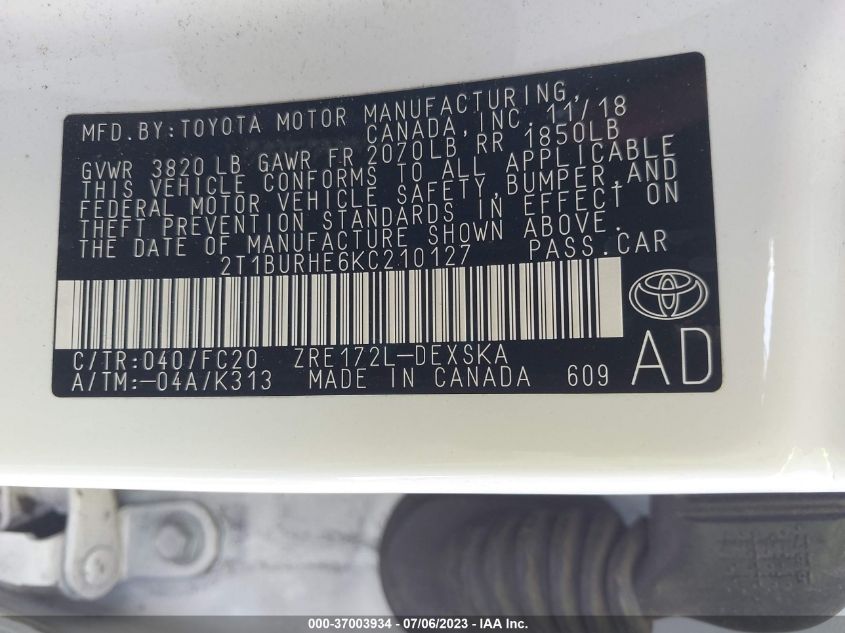 MFD.BY:TOYOTA MOTOR MANUFACTURING,
CANADA,INC. 11/18
GVWR 3820 LB GAWR FR 2070LB RR 1850LB
THIS VEHICLE CONFORMS TO ALL APPLICABLE
FEDERAL MOTOR VEHICLE SAFETY,BUMPER,AND
THEFT PREVENTION STANDARDS IN EFFECT ON
THE DATE OF MANUFACTURE SHOWN ABOVE.
2T1BURHE6KC210127 PASS.CAR
C/TR:040/FC20 ZRE172L-DEXSKA
A/TM:-04A/K313 MADE IN CANADA 609
AD
000-37003934 - 07/06/2023 - IAA Inc.